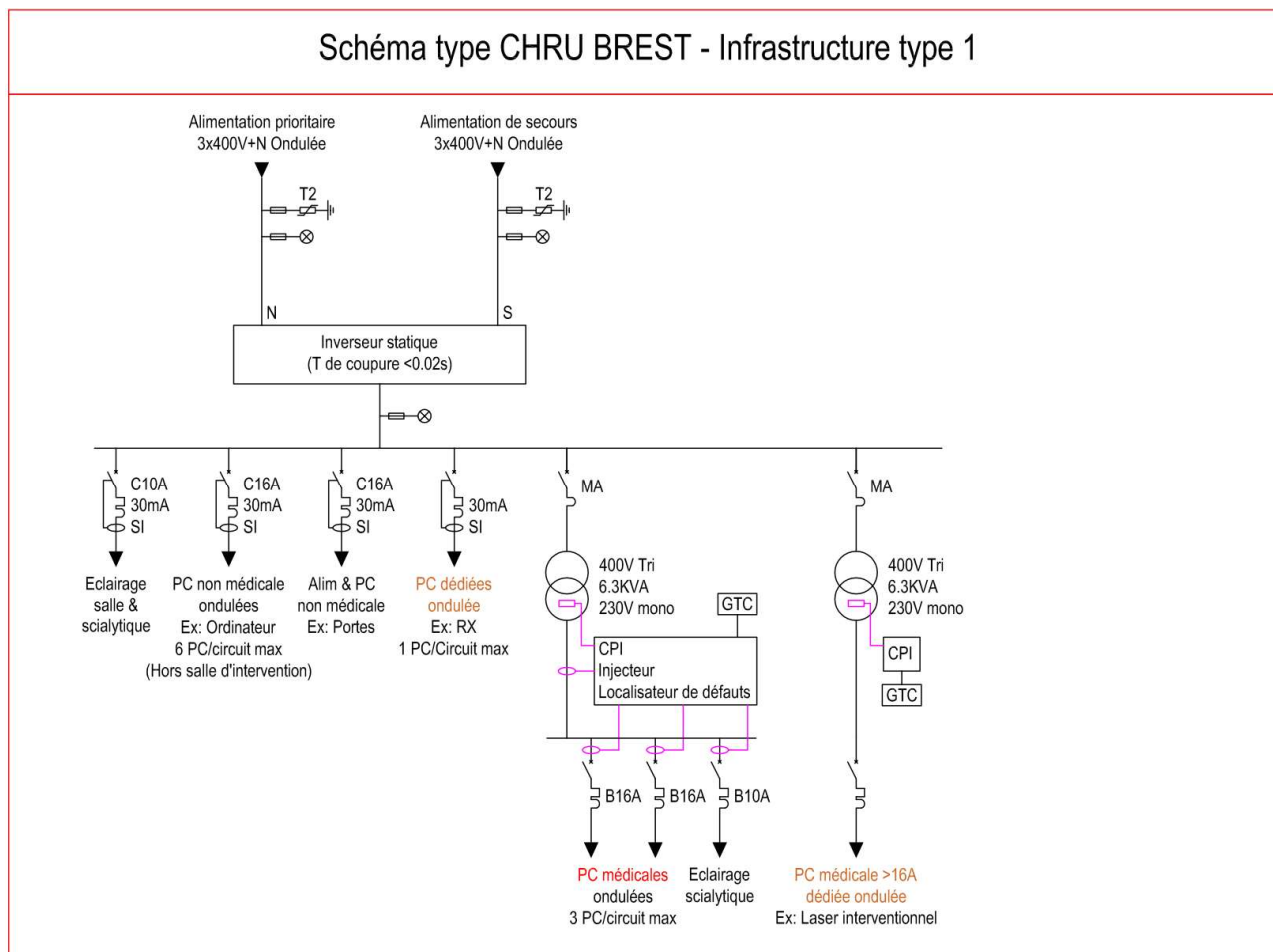 Schéma type CHRU BREST - Infrastructure type 1
Alimentation prioritaire
3x400V+N Ondulée
Alimentation de secours
3x400V+N Ondulée
T2
T2
N
S
Inverseur statique
(T de coupure <0.02s)
C10A
30mA
SI
C16A
30mA
SI
C16A
30mA
SI
30mA
SI
MA
MA
Eclairage
salle &
scialytique
PC non médicale
ondulées
Ex: Ordinateur
6 PC/circuit max
(Hors salle d'intervention)
Alim & PC
non médicale
Ex: Portes
PC dédiées
ondulée
Ex: RX
1 PC/Circuit max
400V Tri
6.3KVA
230V mono
GTC
CPI
Injecteur
Localisateur de défauts
400V Tri
6.3KVA
230V mono
CPI
GTC
B16A
B16A
B10A
PC médicales
ondulées
3 PC/circuit max
Eclairage
scialytique
PC médicale >16A
dédiée ondulée
Ex: Laser interventionnel